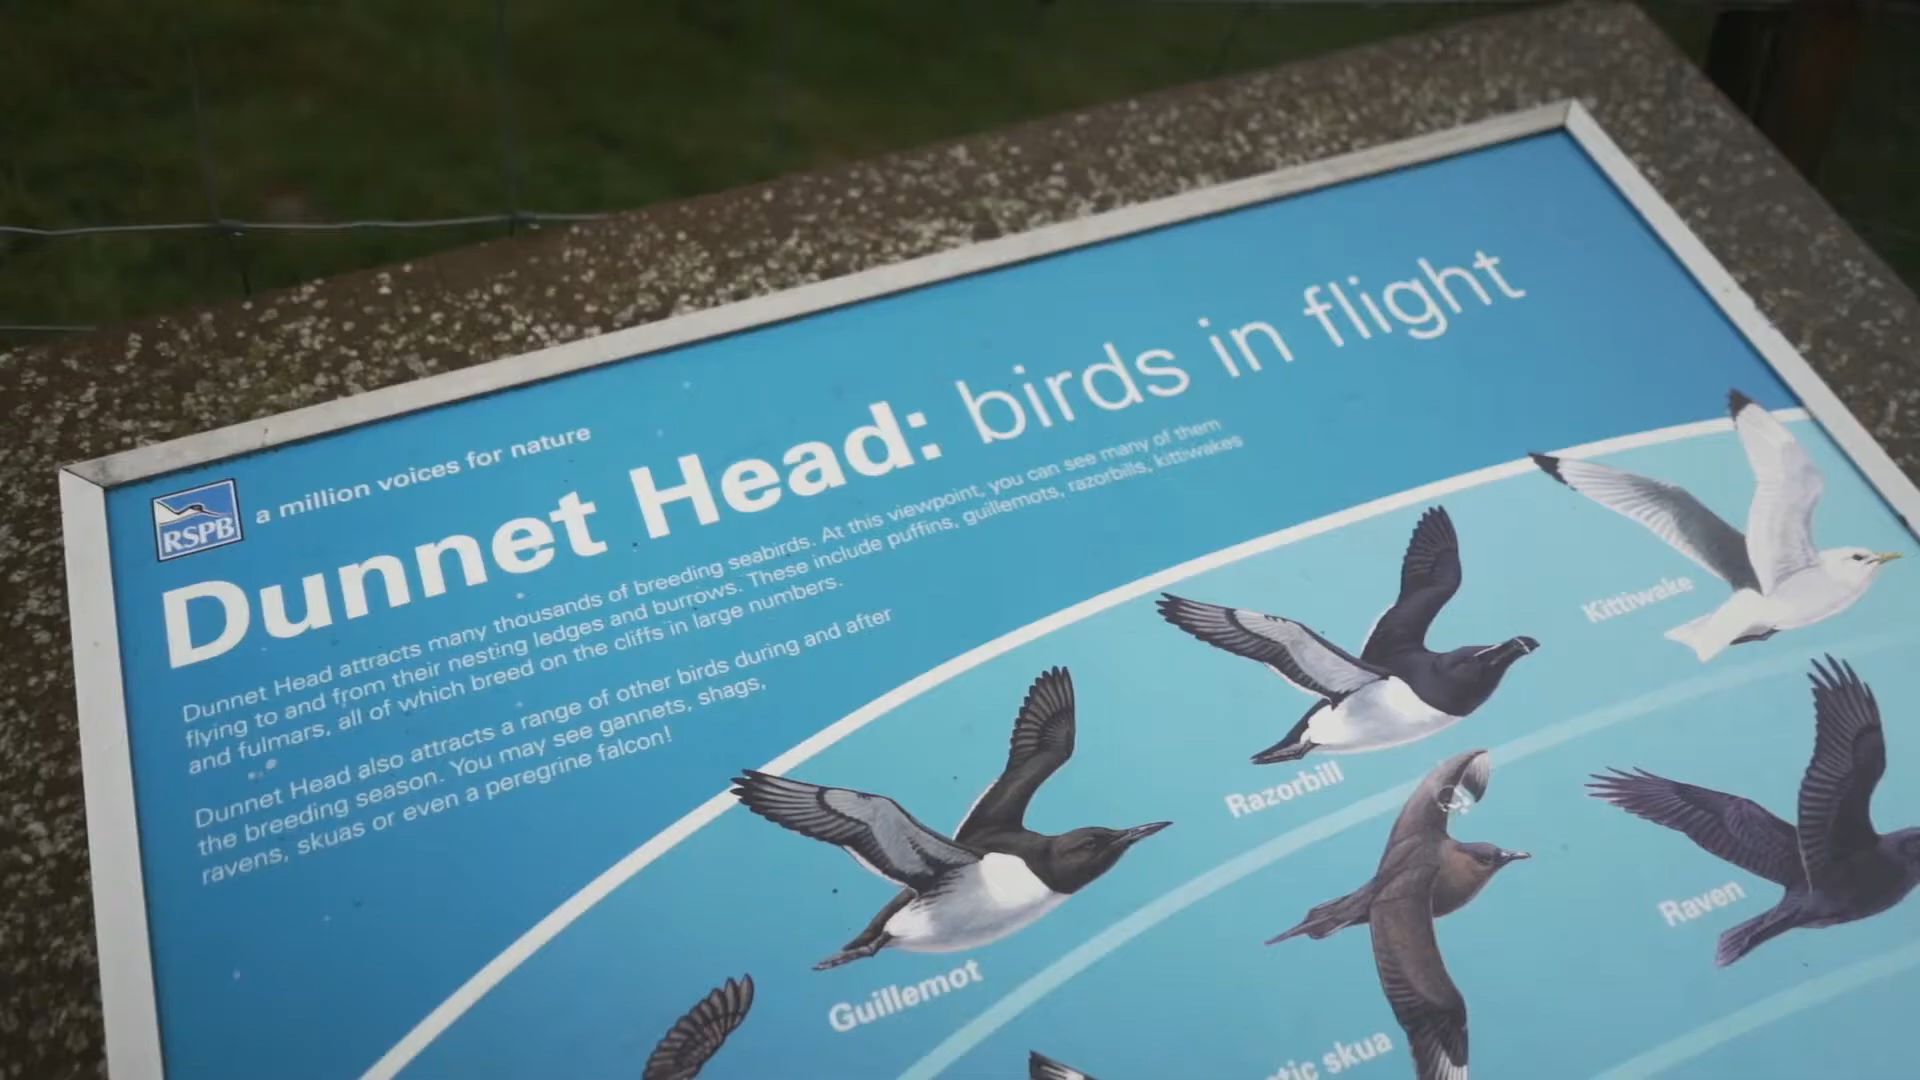 a million voices for nature
RSPB
Dunnet Head: birds in flight
Dunnet Head attracts many thousands of breeding seabirds. At this viewpoint, you can see many of them
flying to and from their nesting ledges and burrows. These include puffins, guillemots, razorbills, kittiwakes
and fulmars, all of which breed on the cliffs in large numbers.
Dunnet Head also attracts a range of other birds during and after
the breeding season. You may see gannets, shags,
ravens, skuas or even a peregrine falcon!
Kittiwake
Razorbill
Raven
Guillemot
tic skua